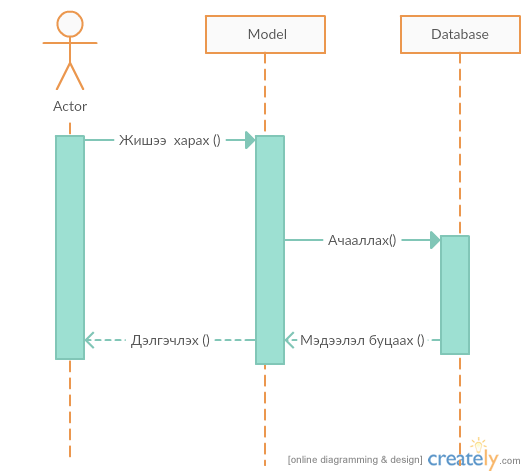 Model
Database
Actor
Жишээ харах ()
Ачааллах()
Дэлгэчлэх ()
Мэдээлэл буцаах ()
[online diagramming & design] creately.com